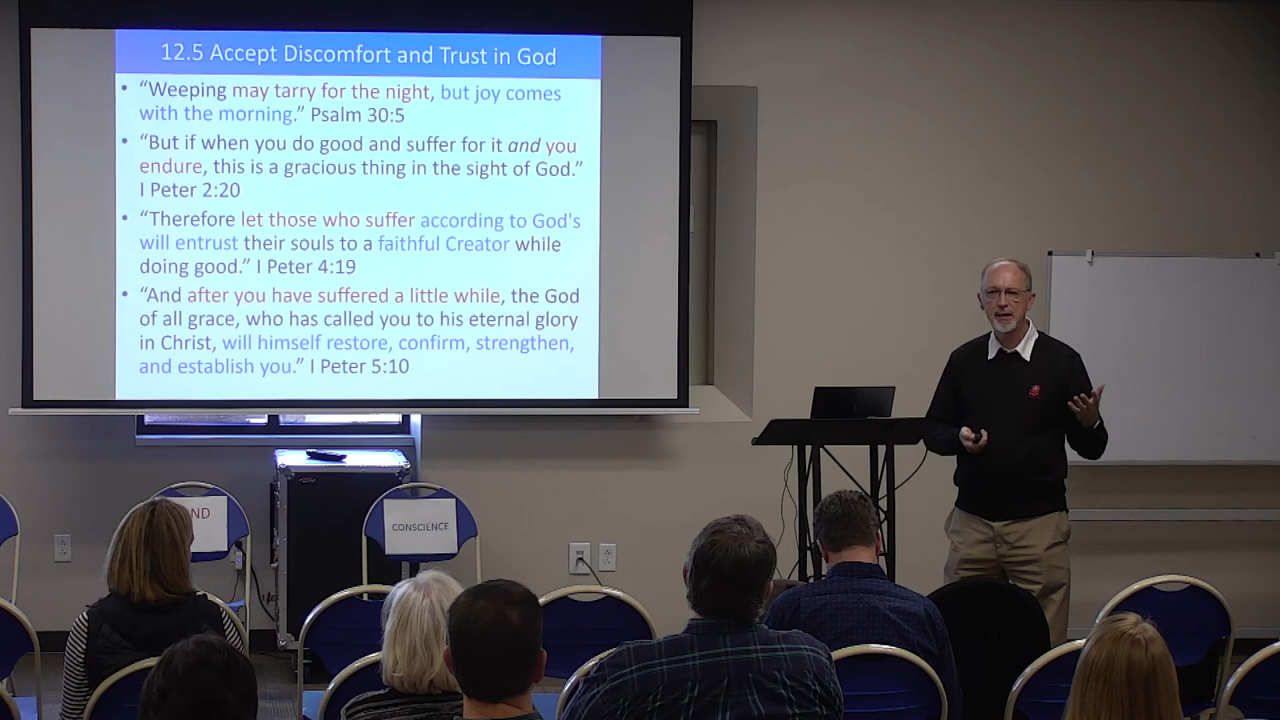 12.5 Accept Discomfort and Trust in God
• “Weeping may tarry for the night, but joy comes
with the morning.” Psalm 30:5
• “But if when you do good and suffer for it and you
endure, this is a gracious thing in the sight of God.”
I Peter 2:20
• “Therefore let those who suffer according to God's
will entrust their souls to a faithful Creator while
doing good.” I Peter 4:19
• “And after you have suffered a little while, the God
of all grace, who has called you to his eternal glory
in Christ, will himself restore, confirm, strengthen,
and establish you.” I Peter 5:10
CONSCIENCE